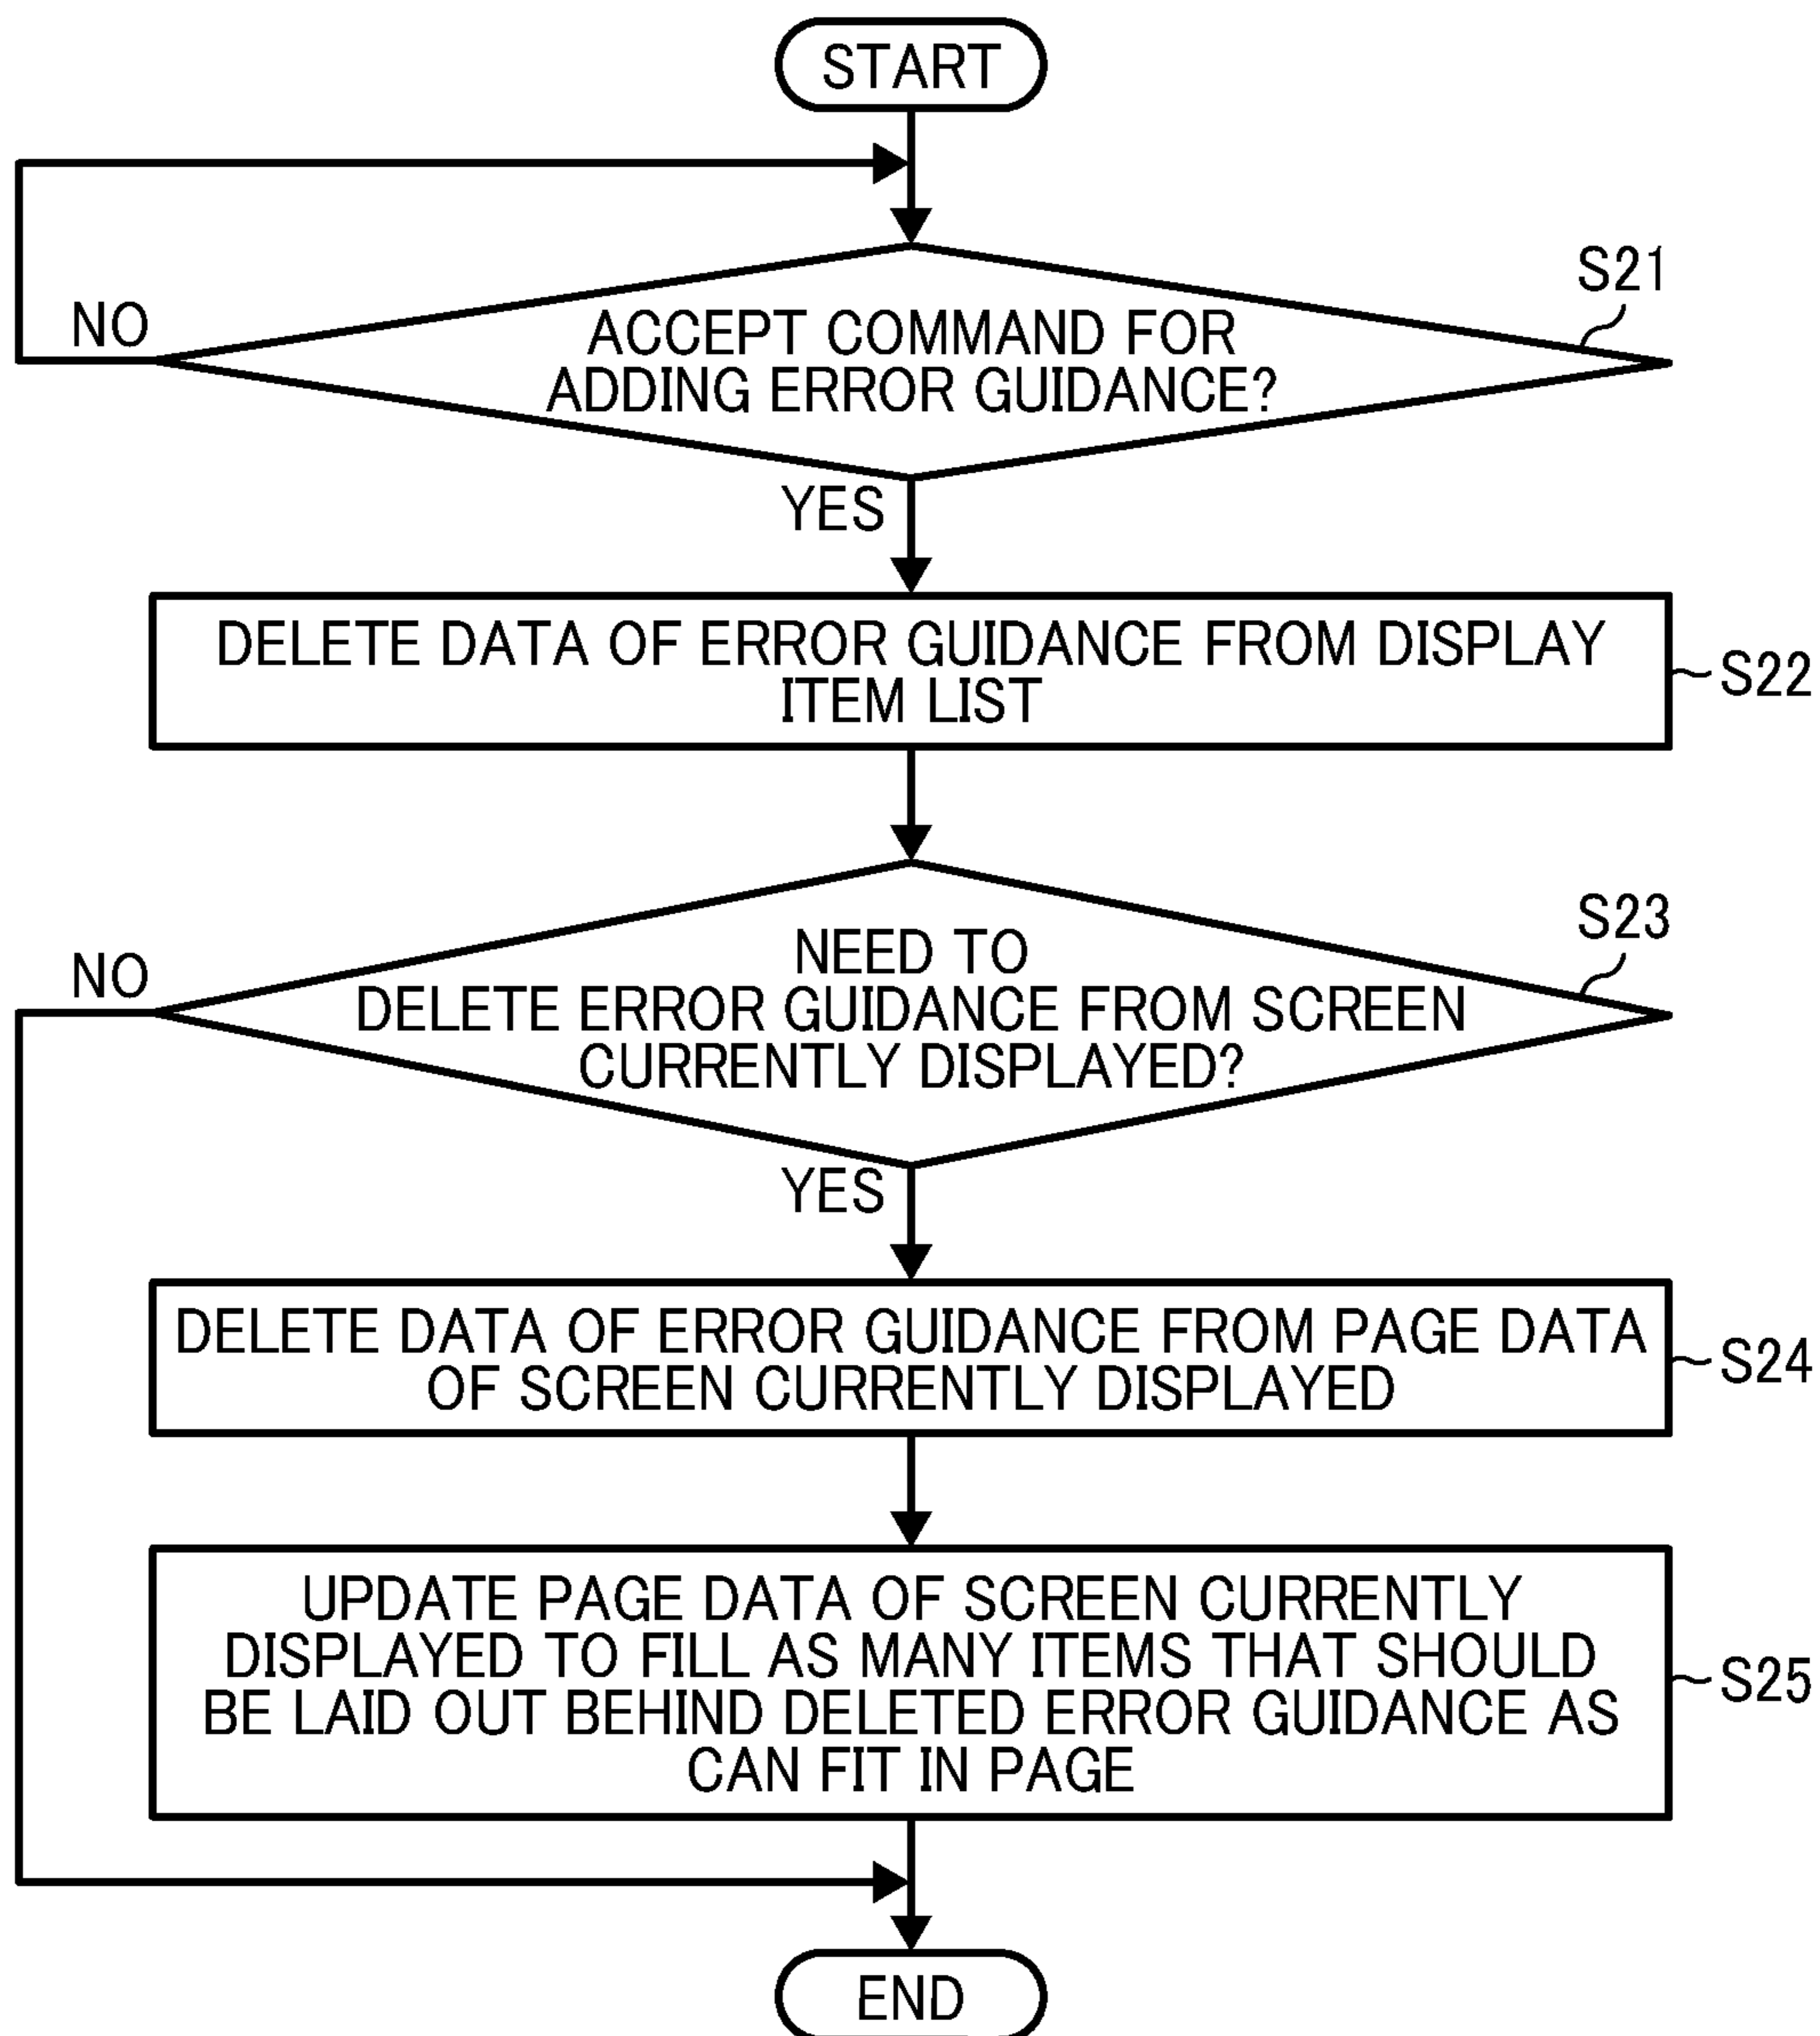 START
S21
NO
ACCEPT COMMAND FOR
ADDING ERROR GUIDANCE?
YES
DELETE DATA OF ERROR GUIDANCE FROM DISPLAY
ITEM LIST
S22
S23
NO
NEED TO
DELETE ERROR GUIDANCE FROM SCREEN
CURRENTLY DISPLAYED?
YES
DELETE DATA OF ERROR GUIDANCE FROM PAGE DATA
OF SCREEN CURRENTLY DISPLAYED
S24
UPDATE PAGE DATA OF SCREEN CURRENTLY
DISPLAYED TO FILL AS MANY ITEMS THAT SHOULD
BE LAID OUT BEHIND DELETED ERROR GUIDANCE AS
CAN FIT IN PAGE
S25
END